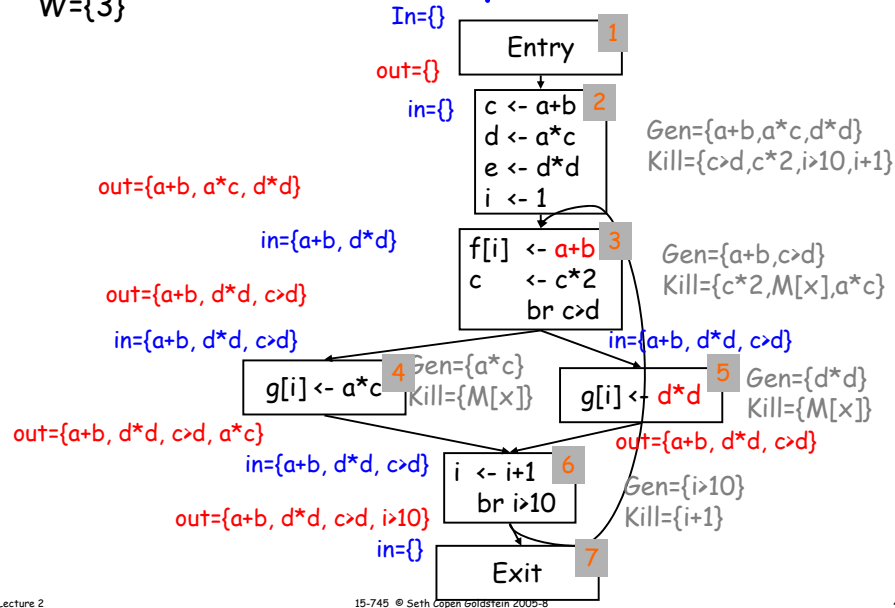 W={3}
In={}
Entry
1
out={}
in={}
c <- a+b
2
d <- a*c
e <- d*d
i <- 1
Gen={a+b,a*c,d*d}
Kill={c>d,c*2,i>10,i+1}
out={a+b, a*c, d*d}
in={a+b, d*d}
f[i] <- a+b
3
c <- c*2
br c>d
Gen={a+b,c>d}
Kill={c*2,M[x],a*c}
out={a+b, d*d, c>d}
in={a+b, d*d, c>d}
in={a+b, d*d, c>d}
g[i] <- a*c
4
Gen={a*c}
Kill={M[x]}
g[i] <- d*d
5
Gen={d*d}
Kill={M[x]}
out={a+b, d*d, c>d, a*c}
out={a+b, d*d, c>d}
in={a+b, d*d, c>d}
i <- i+1
6
br i>10
Gen={i>10}
Kill={i+1}
out={a+b, d*d, c>d, i>10}
in={}
Exit
7
Lecture 2
15-745 © Seth Copen Goldstein 2005-8